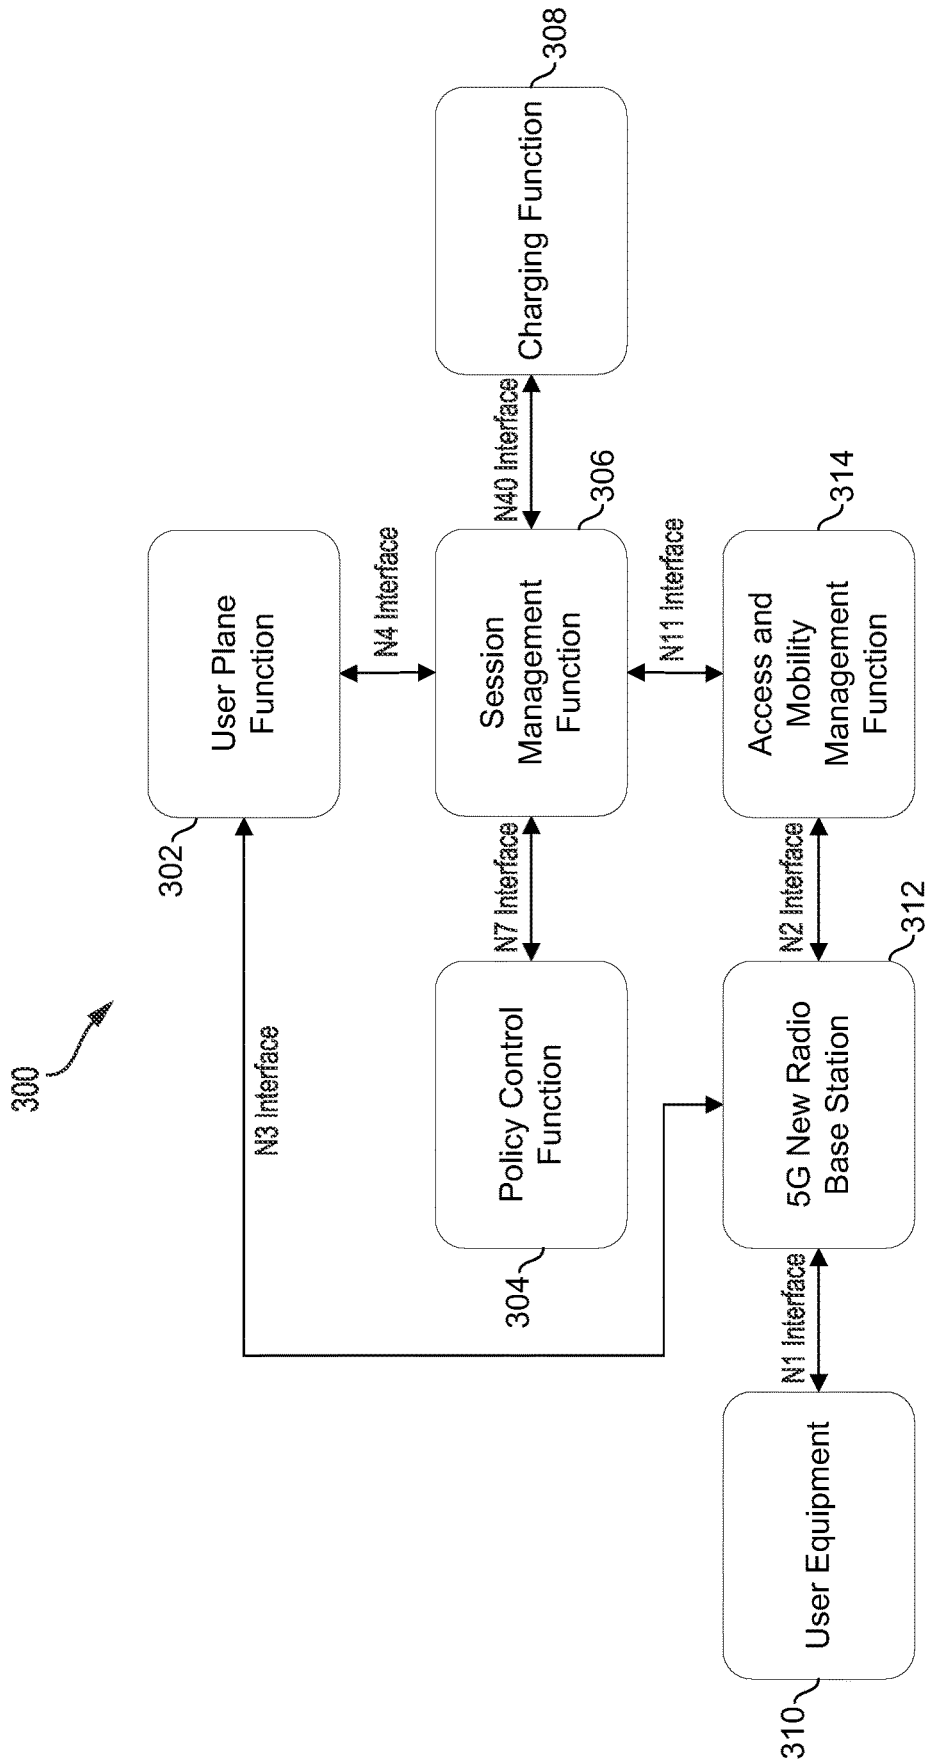 300
302
User Plane
Function
N3 Interface
N4 Interface
304
Policy Control
Function
N7 Interface
Session
Management
Function
306
N40 Interface
Charging Function
308
N11 Interface
310
User Equipment
N1 Interface
5G New Radio
Base Station
312
N2 Interface
Access and
Mobility
Management
Function
314